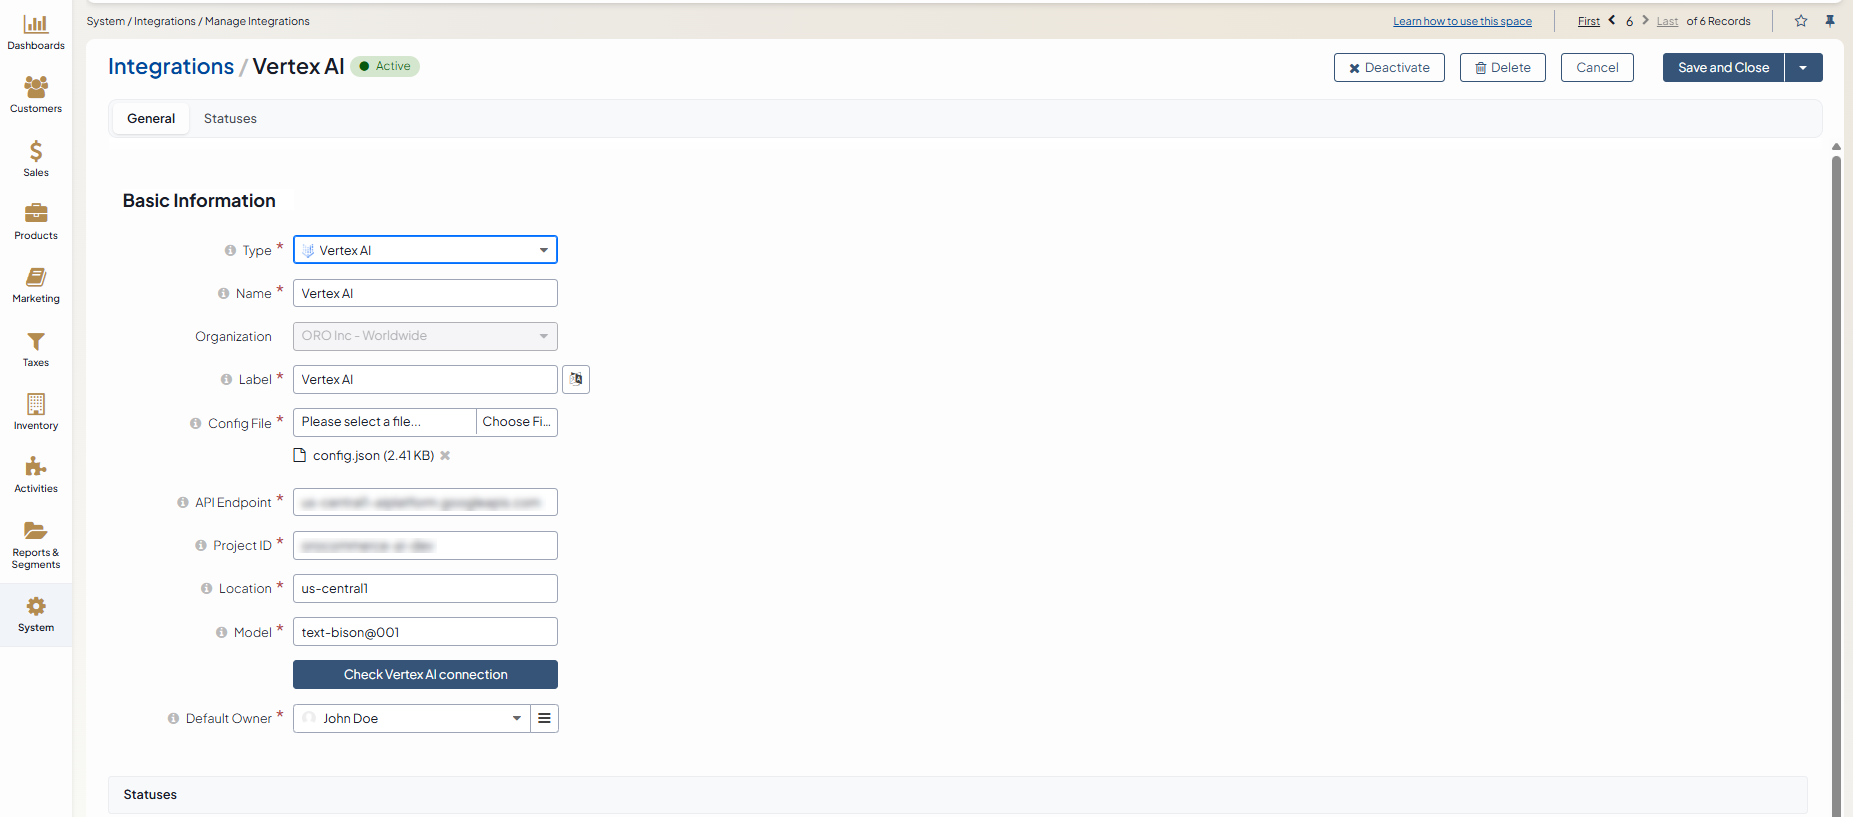 System / Integrations / Manage Integrations
Learn how to use this space
First 6 Last of 6 Records
Integrations / Vertex AI Active
Deactivate
Delete
Cancel
Save and Close
General
Statuses
Dashboards
Customers
Sales
Products
Marketing
Taxes
Inventory
Activities
Reports &
Segments
System
Basic Information
Type * Vertex AI
Name * Vertex AI
Organization ORO Inc - Worldwide
Label * Vertex AI
Config File * Please select a file... Choose Fi...
config.json (2.41 KB)
API Endpoint *
Project ID *
Location * us-central1
Model * text-bison@001
Check Vertex AI connection
Default Owner * John Doe
Statuses